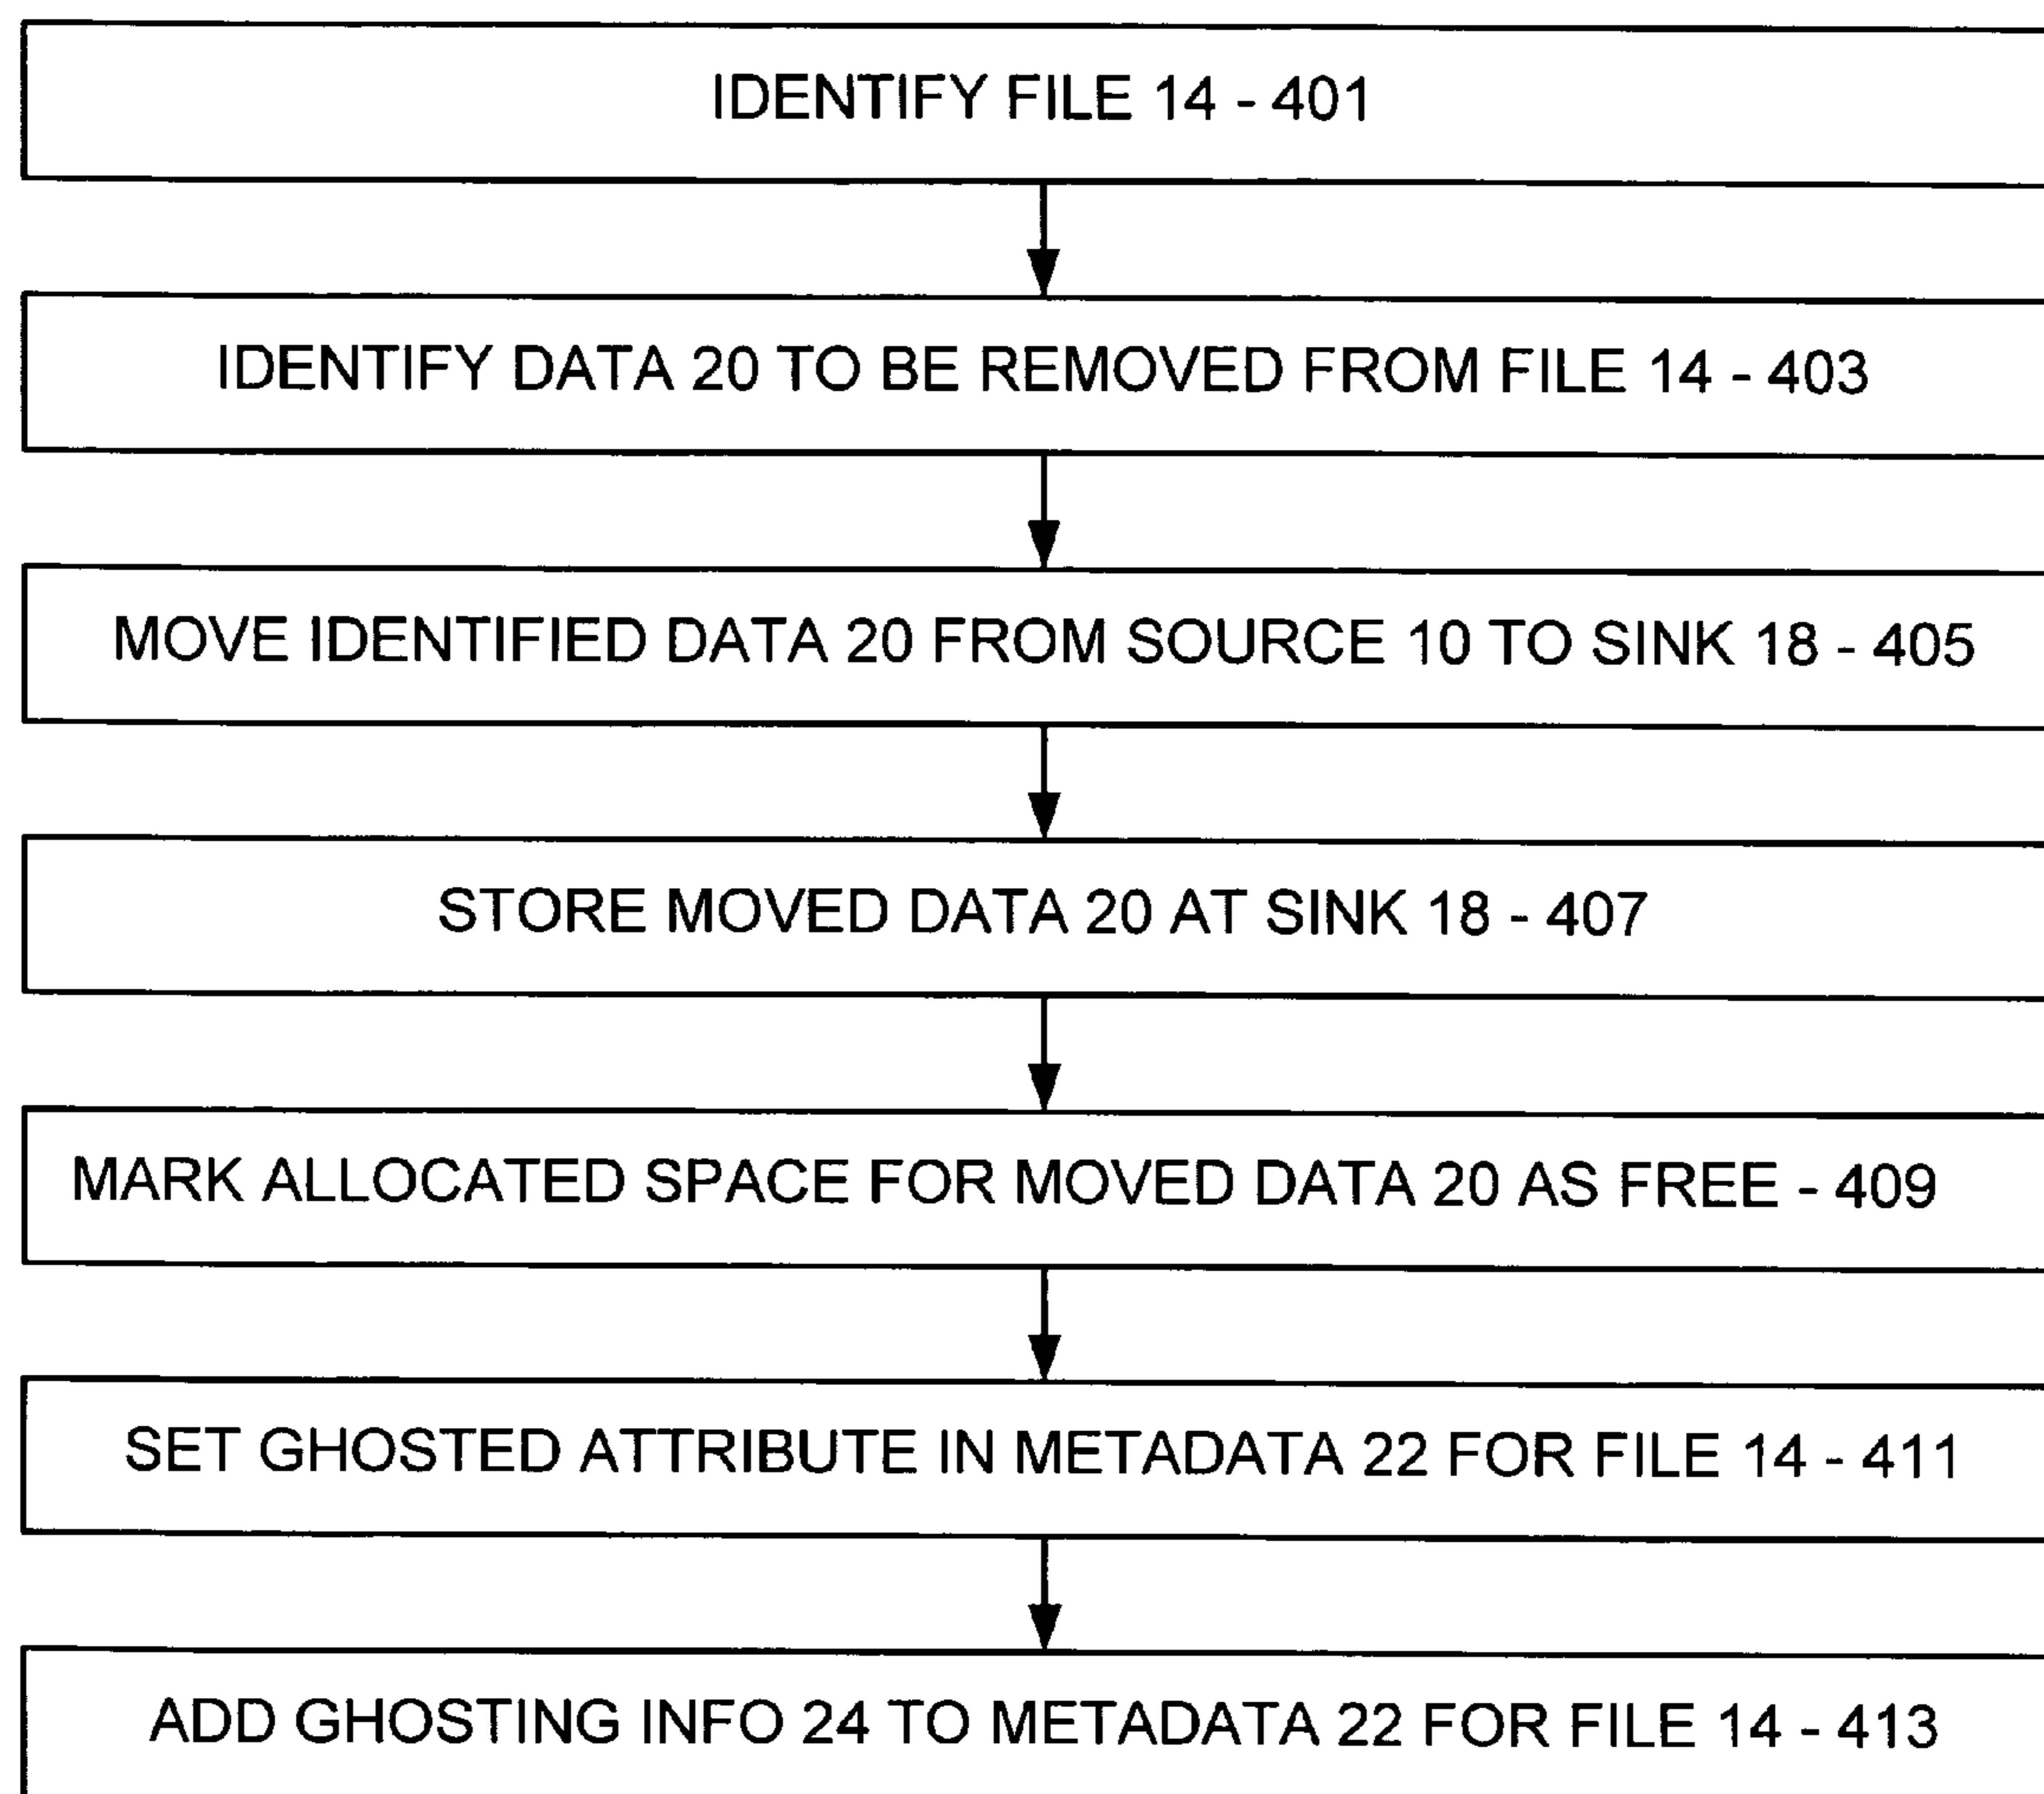 IDENTIFY FILE 14 - 401
IDENTIFY DATA 20 TO BE REMOVED FROM FILE 14 - 403
MOVE IDENTIFIED DATA 20 FROM SOURCE 10 TO SINK 18 - 405
STORE MOVED DATA 20 AT SINK 18 - 407
MARK ALLOCATED SPACE FOR MOVED DATA 20 AS FREE - 409
SET GHOSTED ATTRIBUTE IN METADATA 22 FOR FILE 14 - 411
ADD GHOSTING INFO 24 TO METADATA 22 FOR FILE 14 - 413